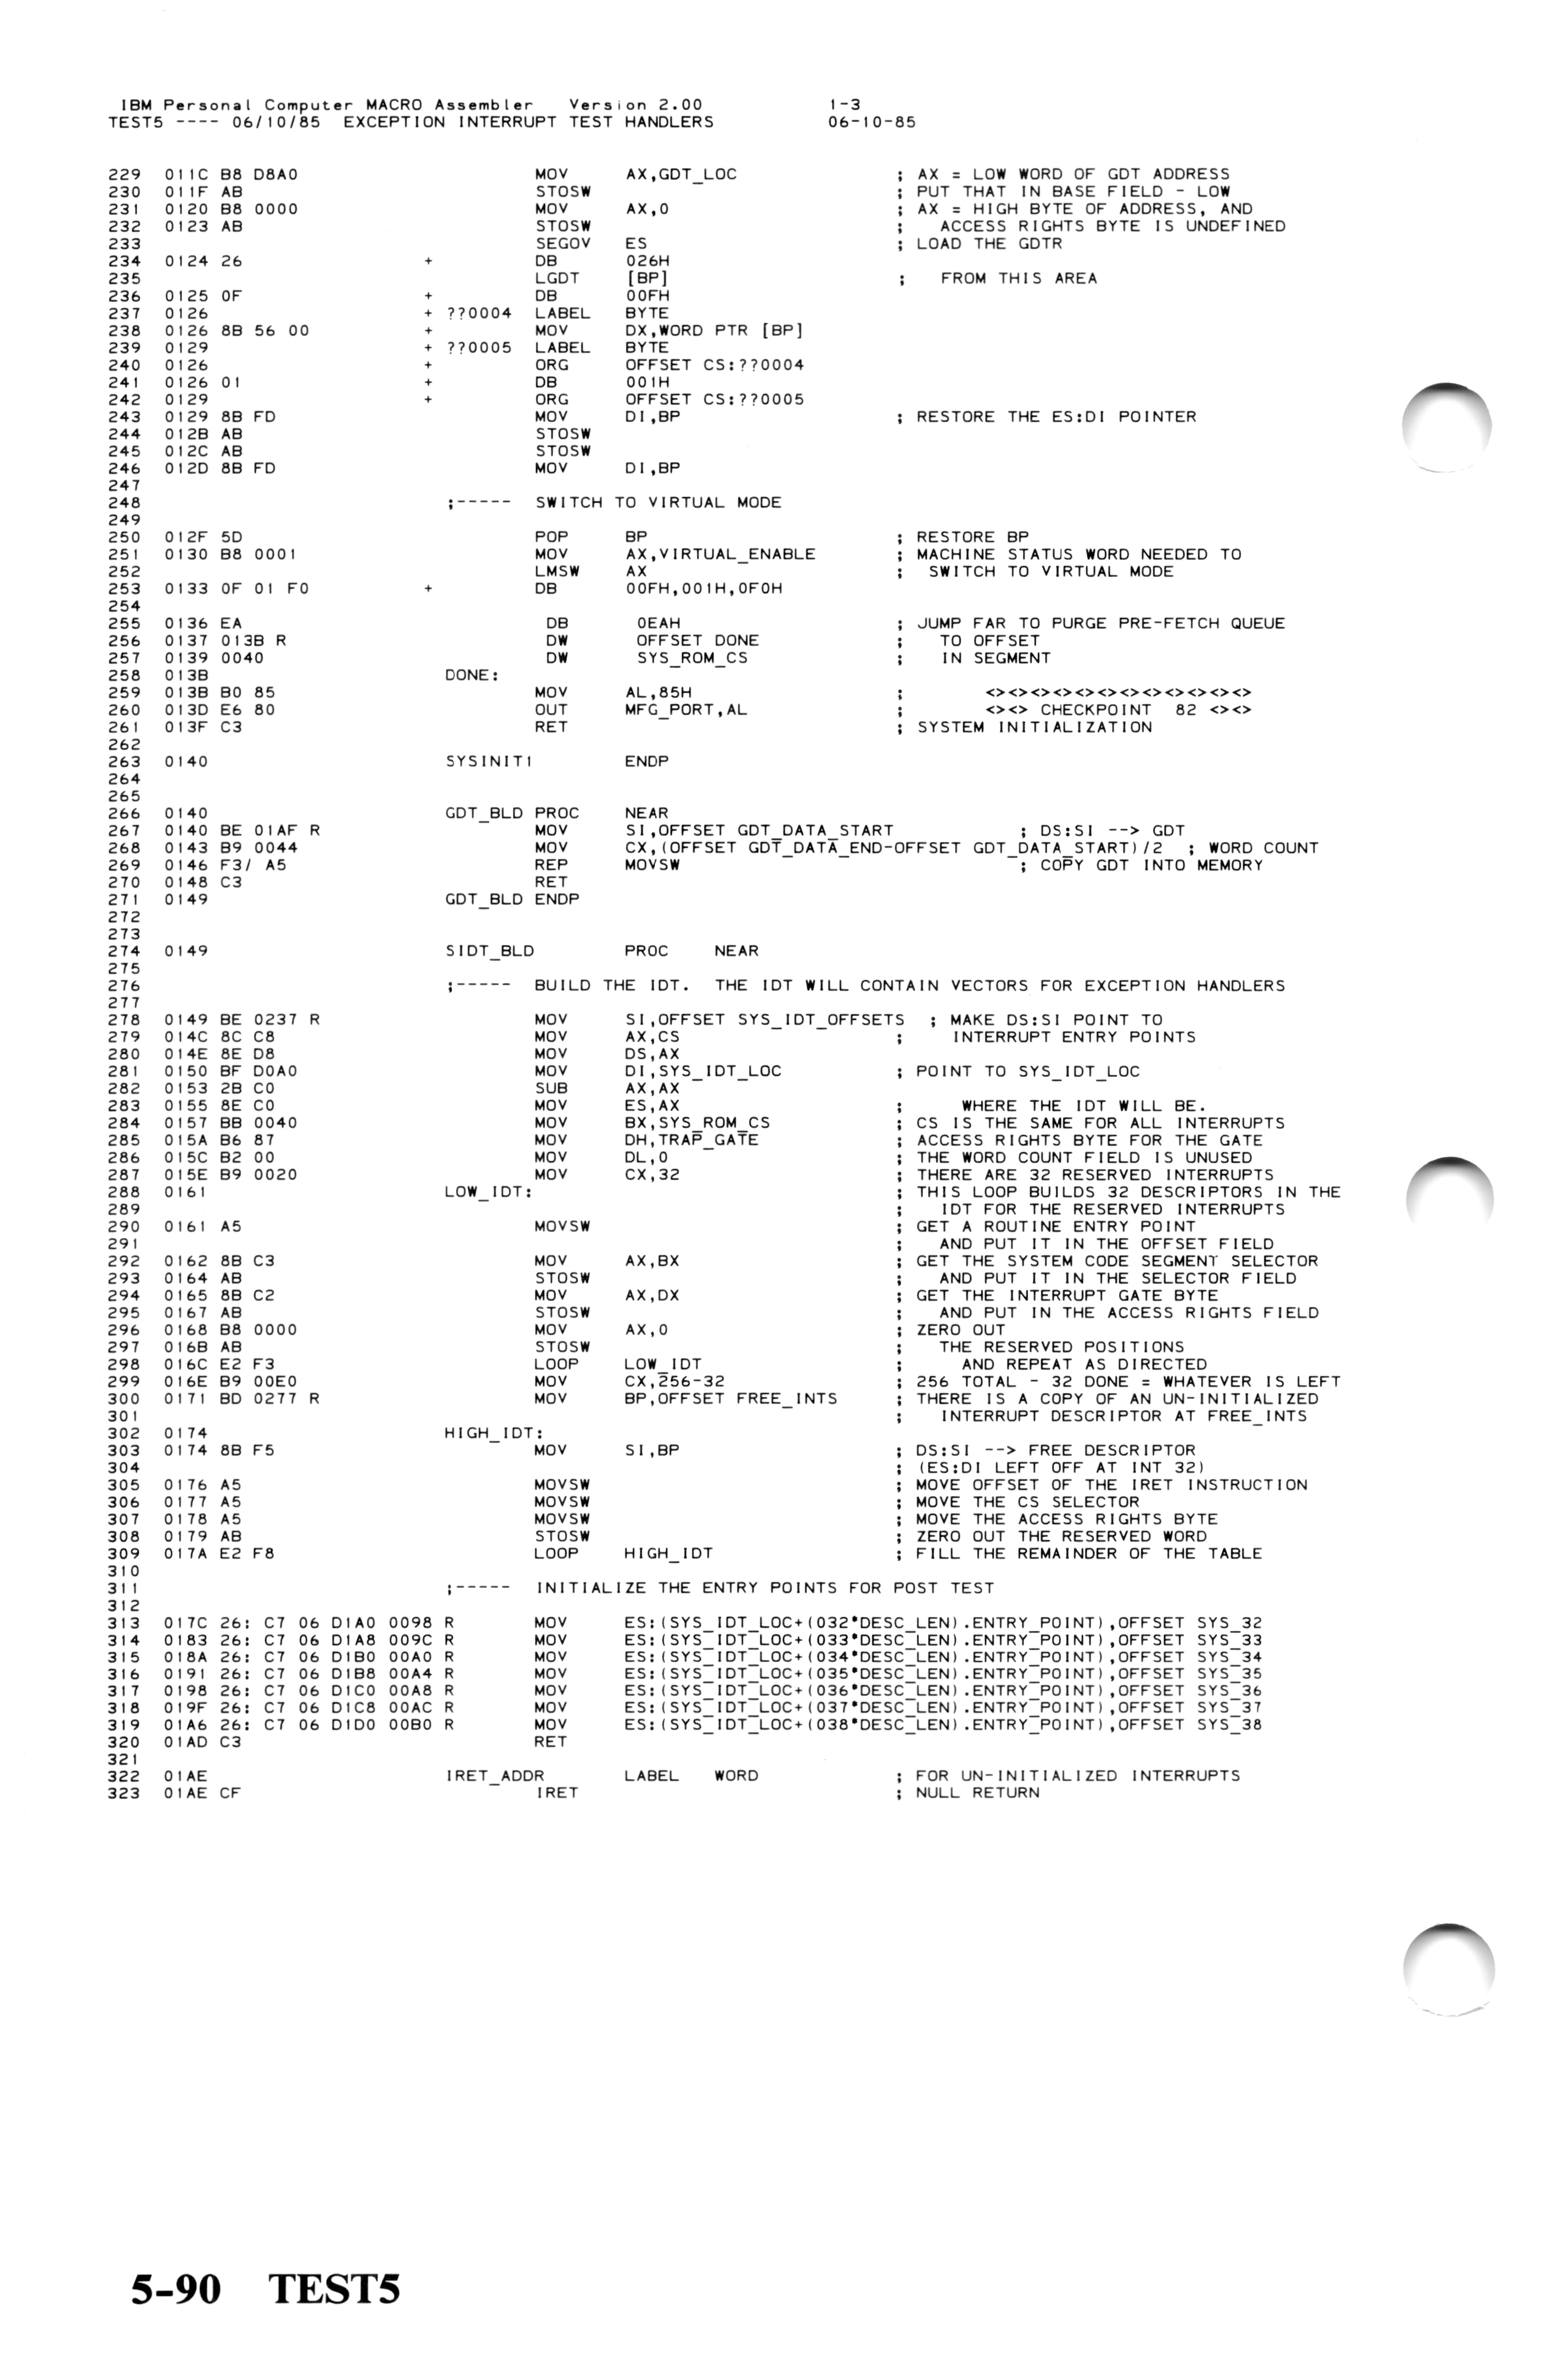 IBM Personal Computer MACRO Assembler   Version 2.00            1-3
TEST5 ---- 06/10/85  EXCEPTION INTERRUPT TEST HANDLERS          06-10-85
229  011C B8 D8A0                    MOV     AX,GDT_LOC              ; AX = LOW WORD OF GDT ADDRESS
230  011F AB                         STOSW                           ; PUT THAT IN BASE FIELD - LOW
231  0120 B8 0000                    MOV     AX,0                    ; AX = HIGH BYTE OF ADDRESS, AND
232  0123 AB                         STOSW                           ;   ACCESS RIGHTS BYTE IS UNDEFINED
233                                  SEGOV   ES                      ; LOAD THE GDTR
234  0124 26               +         DB      026H
235                                  LGDT    [BP]                    ;   FROM THIS AREA
236  0125 0F               +         DB      00FH
237  0126                  + ??0004  LABEL   BYTE
238  0126 8B 56 00         +         MOV     DX,WORD PTR [BP]
239  0129                  + ??0005  LABEL   BYTE
240  0126                  +         ORG     OFFSET CS:??0004
241  0126 01               +         DB      001H
242  0129                  +         ORG     OFFSET CS:??0005
243  0129 8B FD                      MOV     DI,BP                   ; RESTORE THE ES:DI POINTER
244  012B AB                         STOSW
245  012C AB                         STOSW
246  012D 8B FD                      MOV     DI,BP
247
248                          ;-----  SWITCH TO VIRTUAL MODE
249
250  012F 5D                         POP     BP                      ; RESTORE BP
251  0130 B8 0001                    MOV     AX,VIRTUAL_ENABLE       ; MACHINE STATUS WORD NEEDED TO
252                                  LMSW    AX                      ;  SWITCH TO VIRTUAL MODE
253  0133 0F 01 F0         +         DB      00FH,001H,0F0H
254
255  0136 EA                          DB      0EAH                   ; JUMP FAR TO PURGE PRE-FETCH QUEUE
256  0137 013B R                      DW      OFFSET DONE            ;   TO OFFSET
257  0139 0040                        DW      SYS_ROM_CS             ;   IN SEGMENT
258  013B                    DONE:
259  013B B0 85                      MOV     AL,85H                  ;       <><><><><><><><><><><><>
260  013D E6 80                      OUT     MFG_PORT,AL             ;       <><> CHECKPOINT  82 <><>
261  013F C3                         RET                             ; SYSTEM INITIALIZATION
262
263  0140                    SYSINIT1        ENDP
264
265
266  0140                    GDT_BLD PROC    NEAR
267  0140 BE 01AF R                  MOV     SI,OFFSET GDT_DATA_START           ; DS:SI --> GDT
268  0143 B9 0044                    MOV     CX,(OFFSET GDT_DATA_END-OFFSET GDT_DATA_START)/2  ; WORD COUNT
269  0146 F3/ A5                     REP     MOVSW                              ; COPY GDT INTO MEMORY
270  0148 C3                         RET
271  0149                    GDT_BLD ENDP
272
273
274  0149                    SIDT_BLD        PROC    NEAR
275
276                          ;-----  BUILD THE IDT.  THE IDT WILL CONTAIN VECTORS FOR EXCEPTION HANDLERS
277
278  0149 BE 0237 R                  MOV     SI,OFFSET SYS_IDT_OFFSETS  ; MAKE DS:SI POINT TO
279  014C 8C C8                      MOV     AX,CS                   ;    INTERRUPT ENTRY POINTS
280  014E 8E D8                      MOV     DS,AX
281  0150 BF D0A0                    MOV     DI,SYS_IDT_LOC          ; POINT TO SYS_IDT_LOC
282  0153 2B C0                      SUB     AX,AX
283  0155 8E C0                      MOV     ES,AX                   ;     WHERE THE IDT WILL BE.
284  0157 BB 0040                    MOV     BX,SYS_ROM_CS           ; CS IS THE SAME FOR ALL INTERRUPTS
285  015A B6 87                      MOV     DH,TRAP_GATE            ; ACCESS RIGHTS BYTE FOR THE GATE
286  015C B2 00                      MOV     DL,0                    ; THE WORD COUNT FIELD IS UNUSED
287  015E B9 0020                    MOV     CX,32                   ; THERE ARE 32 RESERVED INTERRUPTS
288  0161                    LOW_IDT:                                ; THIS LOOP BUILDS 32 DESCRIPTORS IN THE
289                                                                  ;   IDT FOR THE RESERVED INTERRUPTS
290  0161 A5                         MOVSW                           ; GET A ROUTINE ENTRY POINT
291                                                                  ;   AND PUT IT IN THE OFFSET FIELD
292  0162 8B C3                      MOV     AX,BX                   ; GET THE SYSTEM CODE SEGMENT SELECTOR
293  0164 AB                         STOSW                           ;   AND PUT IT IN THE SELECTOR FIELD
294  0165 8B C2                      MOV     AX,DX                   ; GET THE INTERRUPT GATE BYTE
295  0167 AB                         STOSW                           ;   AND PUT IN THE ACCESS RIGHTS FIELD
296  0168 B8 0000                    MOV     AX,0                    ; ZERO OUT
297  016B AB                         STOSW                           ;   THE RESERVED POSITIONS
298  016C E2 F3                      LOOP    LOW_IDT                 ;     AND REPEAT AS DIRECTED
299  016E B9 00E0                    MOV     CX,256-32               ; 256 TOTAL - 32 DONE = WHATEVER IS LEFT
300  0171 BD 0277 R                  MOV     BP,OFFSET FREE_INTS     ; THERE IS A COPY OF AN UN-INITIALIZED
301                                                                  ;   INTERRUPT DESCRIPTOR AT FREE_INTS
302  0174                    HIGH_IDT:
303  0174 8B F5                      MOV     SI,BP                   ; DS:SI --> FREE DESCRIPTOR
304                                                                  ; (ES:DI LEFT OFF AT INT 32)
305  0176 A5                         MOVSW                           ; MOVE OFFSET OF THE IRET INSTRUCTION
306  0177 A5                         MOVSW                           ; MOVE THE CS SELECTOR
307  0178 A5                         MOVSW                           ; MOVE THE ACCESS RIGHTS BYTE
308  0179 AB                         STOSW                           ; ZERO OUT THE RESERVED WORD
309  017A E2 F8                      LOOP    HIGH_IDT                ; FILL THE REMAINDER OF THE TABLE
310
311                          ;-----  INITIALIZE THE ENTRY POINTS FOR POST TEST
312
313  017C 26: C7 06 D1A0 0098 R      MOV     ES:(SYS_IDT_LOC+(032*DESC_LEN).ENTRY_POINT),OFFSET SYS_32
314  0183 26: C7 06 D1A8 009C R      MOV     ES:(SYS_IDT_LOC+(033*DESC_LEN).ENTRY_POINT),OFFSET SYS_33
315  018A 26: C7 06 D1B0 00A0 R      MOV     ES:(SYS_IDT_LOC+(034*DESC_LEN).ENTRY_POINT),OFFSET SYS_34
316  0191 26: C7 06 D1B8 00A4 R      MOV     ES:(SYS_IDT_LOC+(035*DESC_LEN).ENTRY_POINT),OFFSET SYS_35
317  0198 26: C7 06 D1C0 00A8 R      MOV     ES:(SYS_IDT_LOC+(036*DESC_LEN).ENTRY_POINT),OFFSET SYS_36
318  019F 26: C7 06 D1C8 00AC R      MOV     ES:(SYS_IDT_LOC+(037*DESC_LEN).ENTRY_POINT),OFFSET SYS_37
319  01A6 26: C7 06 D1D0 00B0 R      MOV     ES:(SYS_IDT_LOC+(038*DESC_LEN).ENTRY_POINT),OFFSET SYS_38
320  01AD C3                         RET
321
322  01AE                    IRET_ADDR       LABEL   WORD            ; FOR UN-INITIALIZED INTERRUPTS
323  01AE CF                         IRET                            ; NULL RETURN
5-90   TEST5